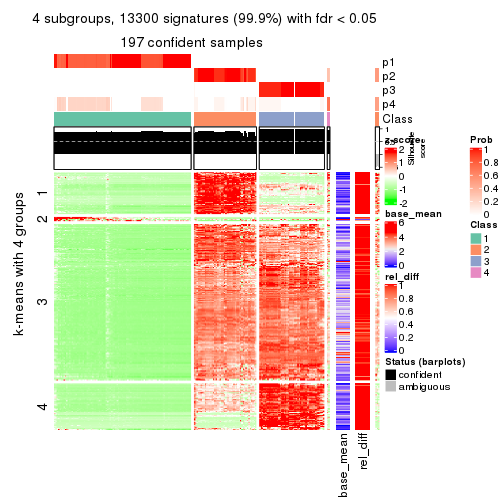 4 subgroups, 13300 signatures (99.9%) with fdr < 0.05
197 confident samples
p1
p2
p3
p4
Class
1
0.5
0
Silhouette
score
k-means with 4 groups
1
2
3
4
base_mean
rel_diff
z-score
2
1
0
-1
-2
base_mean
6
4
2
0
rel_diff
1
0.8
0.6
0.4
0.2
0
Status (barplots)
confident
ambiguous
Prob
1
0.8
0.6
0.4
0.2
0
Class
1
2
3
4